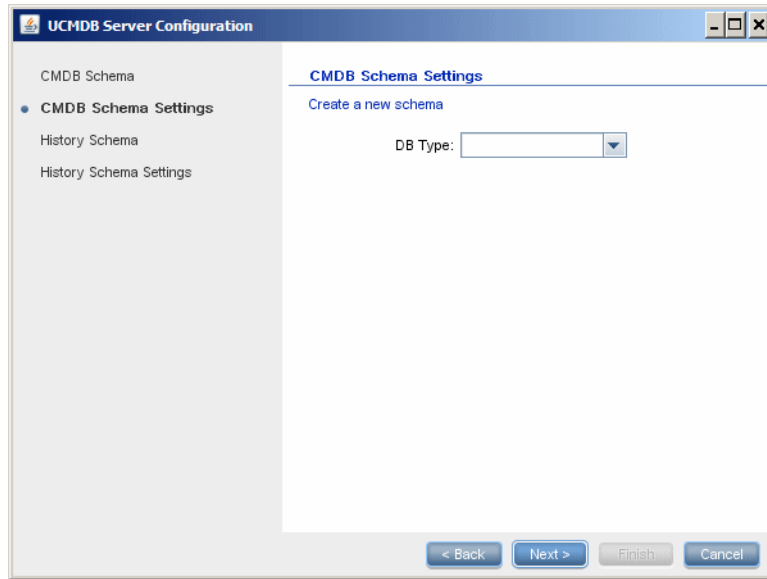 UCMDB Server Configuration
CMDB Schema
CMDB Schema Settings
History Schema
History Schema Settings
CMDB Schema Settings
Create a new schema
DB Type:
< Back Next > Finish Cancel